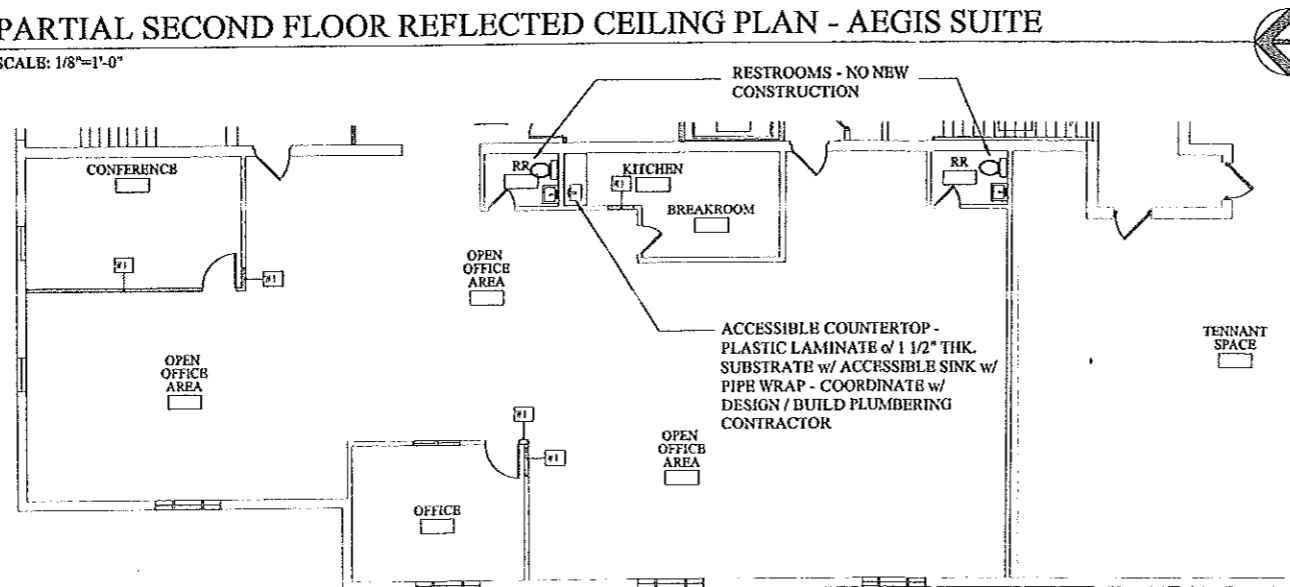 PARTIAL SECOND FLOOR REFLECTED CEILING PLAN - AEGIS SUITE
SCALE: 1/8"=1'-0"
RESTROOMS - NO NEW
CONSTRUCTION
CONFERENCE
RR
KITCHEN
#1
RR
BREAKROOM
#1
#1
OPEN
OFFICE
AREA
ACCESSIBLE COUNTERTOP -
PLASTIC LAMINATE o/ 1 1/2" THK.
SUBSTRATE w/ ACCESSIBLE SINK w/
PIPE WRAP - COORDINATE w/
DESIGN / BUILD PLUMBERING
CONTRACTOR
TENNANT
SPACE
OPEN
OFFICE
AREA
#1
#1
OPEN
OFFICE
AREA
OFFICE